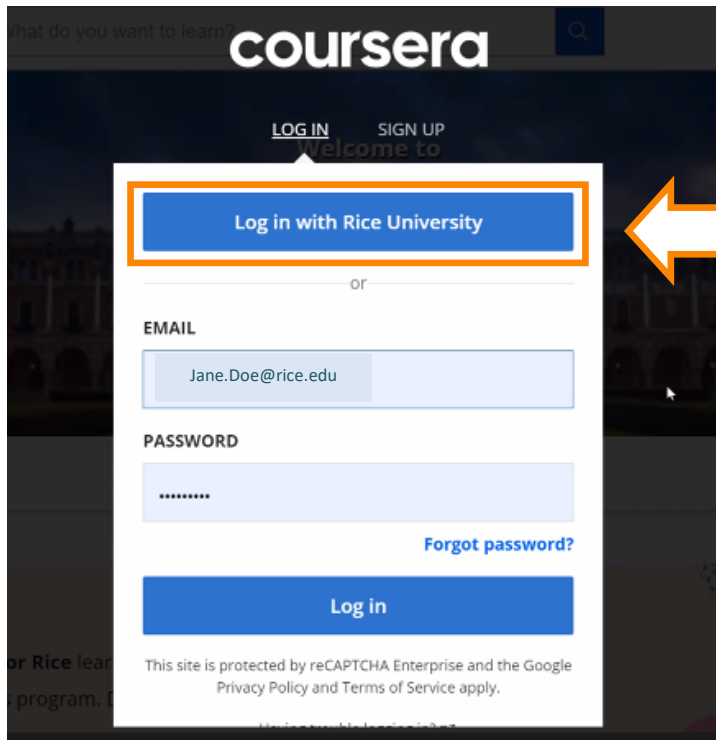 What do you want to learn?
coursera
LOG IN SIGN UP
Welcome to
Log in with Rice University
or
EMAIL
Jane.Doe@rice.edu
PASSWORD
•••••••••
Forgot password?
Log in
or Rice lear
This site is protected by reCAPTCHA Enterprise and the Google
program. D
Privacy Policy and Terms of Service apply.